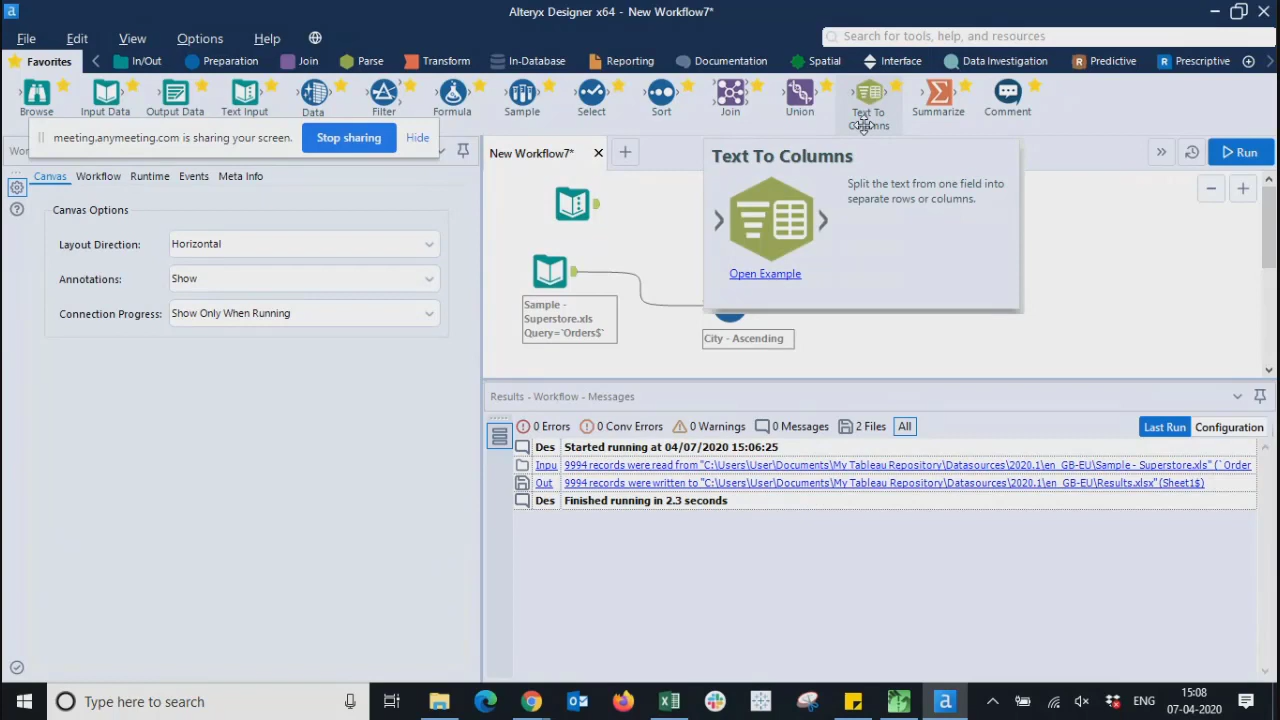 Alteryx Designer x64 - New Workflow7*
File Edit View Options Help
Search for tools, help, and resources
Favorites In/Out Preparation Join Parse Transform In-Database Reporting Documentation Spatial Interface Data Investigation Predictive Prescriptive
Browse Input Data Output Data Text Input Data Filter Formula Sample Select Sort Join Union Text To Columns Summarize Comment
meeting.anymeeting.com is sharing your screen. Stop sharing Hide
New Workflow7*
Run
Canvas Workflow Runtime Events Meta Info
Canvas Options
Layout Direction: Horizontal
Annotations: Show
Connection Progress: Show Only When Running
Text To Columns
Split the text from one field into
separate rows or columns.
Open Example
Sample -
Superstore.xls
Query=`Orders$`
City - Ascending
Results - Workflow - Messages
0 Errors 0 Conv Errors 0 Warnings 0 Messages 2 Files All Last Run Configuration
Des Started running at 04/07/2020 15:06:25
Inpu 9994 records were read from "C:\Users\User\Documents\My Tableau Repository\Datasources\2020.1\en_GB-EU\Sample - Superstore.xls" (`Order
Out 9994 records were written to "C:\Users\User\Documents\My Tableau Repository\Datasources\2020.1\en_GB-EU\Results.xlsx" (Sheet1$)
Des Finished running in 2.3 seconds
Type here to search
ENG
15:08
07-04-2020